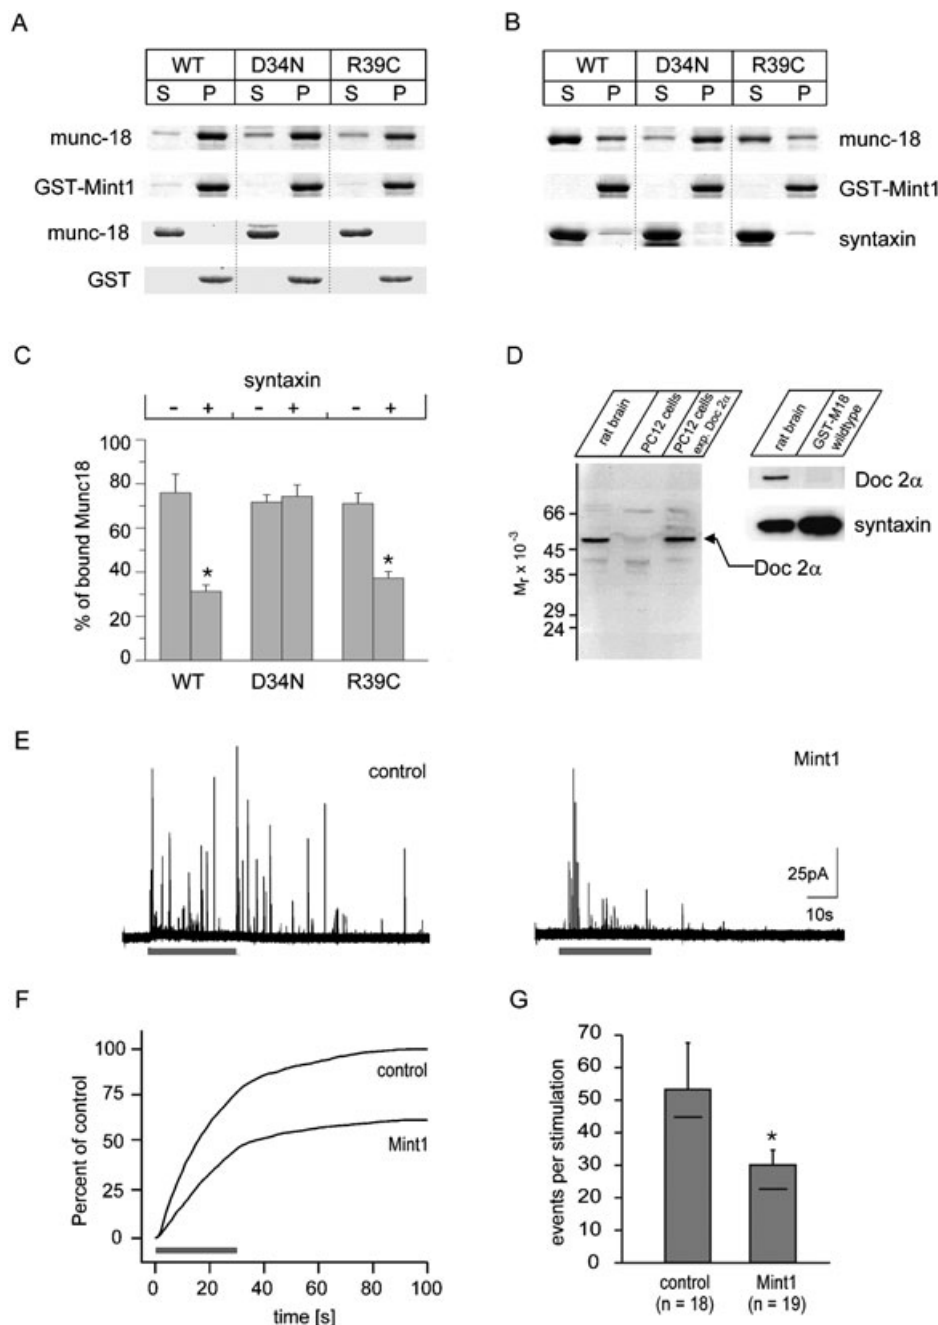 A
WT D34N R39C
S P S P S P
munc-18
GST-Mint1
munc-18
GST
B
WT D34N R39C
S P S P S P
munc-18
GST-Mint1
syntaxin
C
syntaxin
- + - + - +
% of bound Munc18
100
80
60
40
20
0
*
*
WT D34N R39C
D
rat brain
PC12 cells
PC12 cells exp. Doc 2α
Mr x 10-3
66
45
35
29
24
Doc 2α
rat brain
GST-M18 wildtype
Doc 2α
syntaxin
E
control
Mint1
25pA
10s
F
Percent of control
100
75
50
25
0
control
Mint1
0 20 40 60 80 100
time [s]
G
events per stimulation
70
60
50
40
30
20
10
0
*
control
(n = 18)
Mint1
(n = 19)